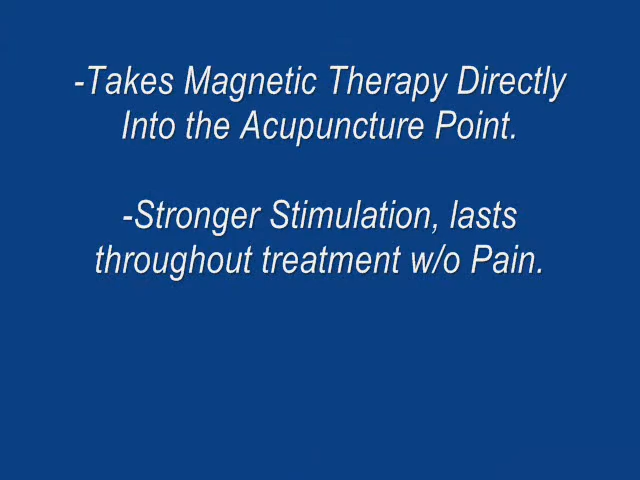 -Takes Magnetic Therapy Directly
Into the Acupuncture Point.
-Stronger Stimulation, lasts
throughout treatment w/o Pain.